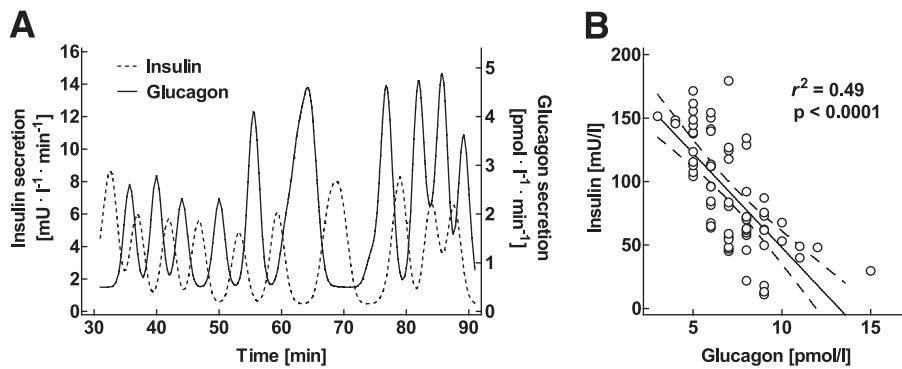 A
Insulin secretion
[mU · l⁻¹ · min⁻¹]
16
14
12
10
8
6
4
2
0
Insulin
Glucagon
5
4
3
2
1
0
Glucagon secretion
[pmol · l⁻¹ · min⁻¹]
30 40 50 60 70 80 90
Time [min]
B
Insulin [mU/l]
200
150
100
50
0
r² = 0.49
p < 0.0001
5 10 15
Glucagon [pmol/l]